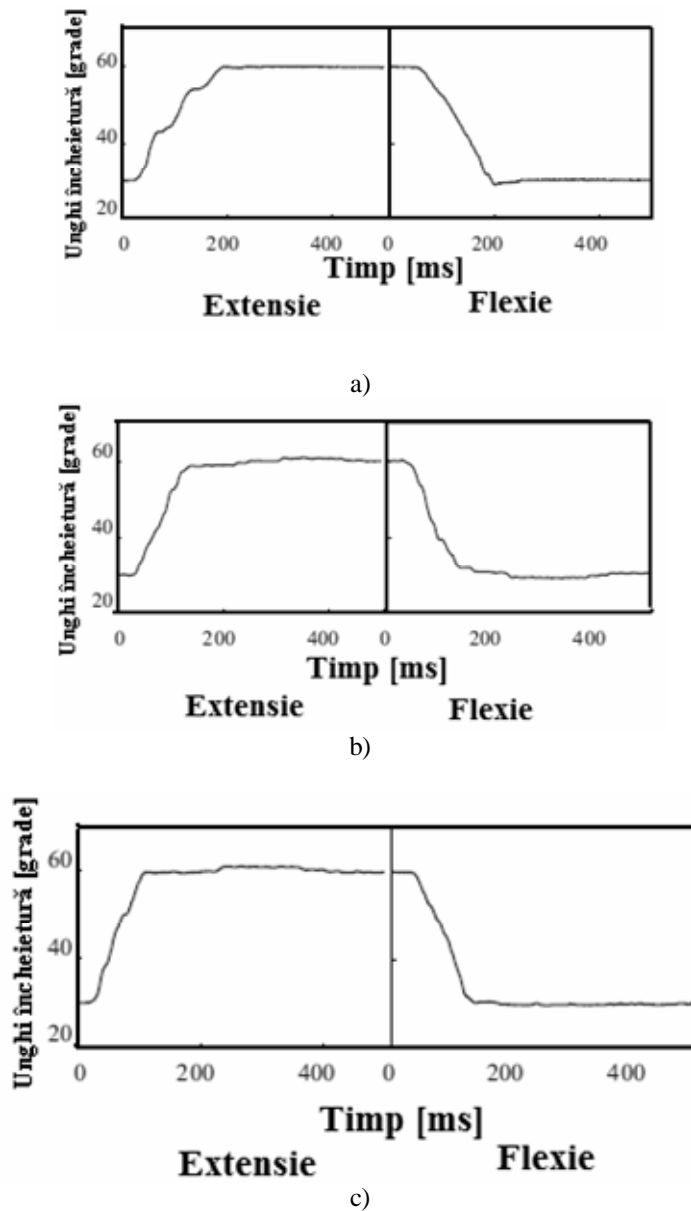 Unghi încheietură [grade]
60
40
20
0 200 400 0 200 400
Timp [ms]
Extensie Flexie
a)
Unghi încheietură [grade]
60
40
20
0 200 400 0 200 400
Timp [ms]
Extensie Flexie
b)
Unghi încheietură [grade]
60
40
20
0 200 400 0 200 400
Timp [ms]
Extensie Flexie
c)